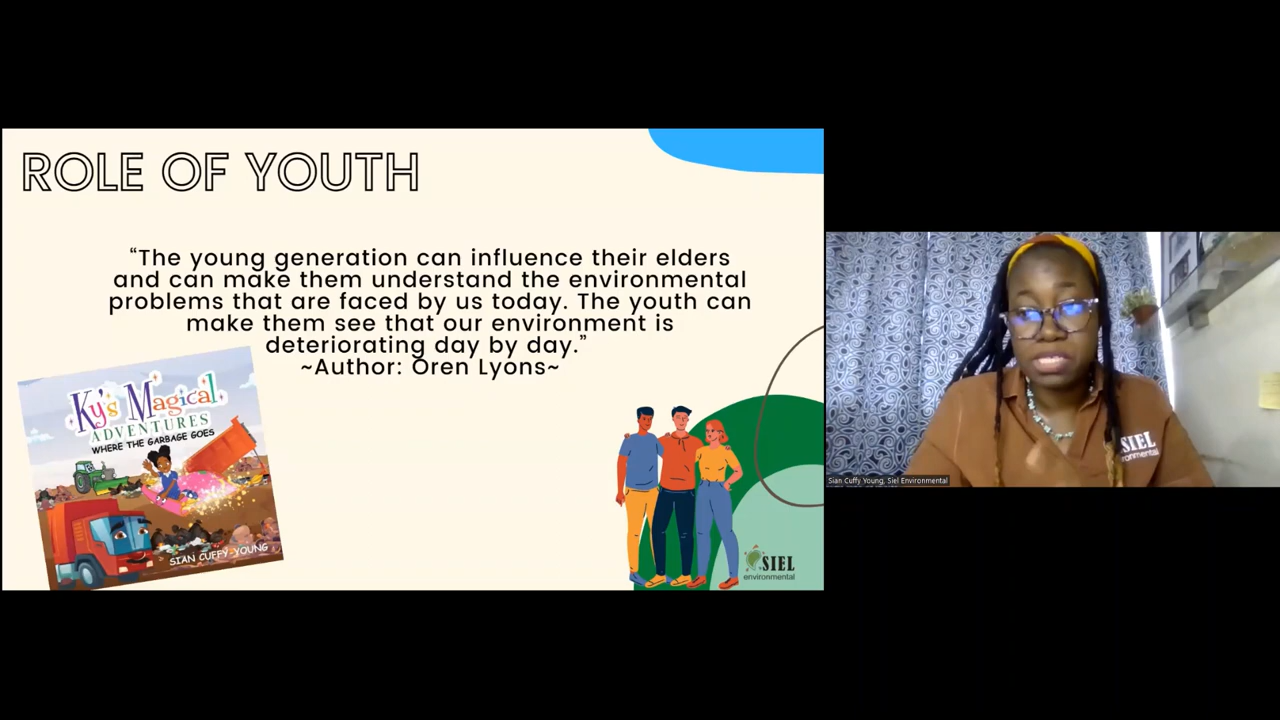 ROLE OF YOUTH
“The young generation can influence their elders
and can make them understand the environmental
problems that are faced by us today. The youth can
make them see that our environment is
deteriorating day by day.”
~Author: Oren Lyons~
Ky's Magical
ADVENTURES
WHERE THE GARBAGE GOES
SIAN CUFFY-YOUNG
SIEL
environmental
SIEL
ronmental
Sian Cuffy Young, Siel Environmental